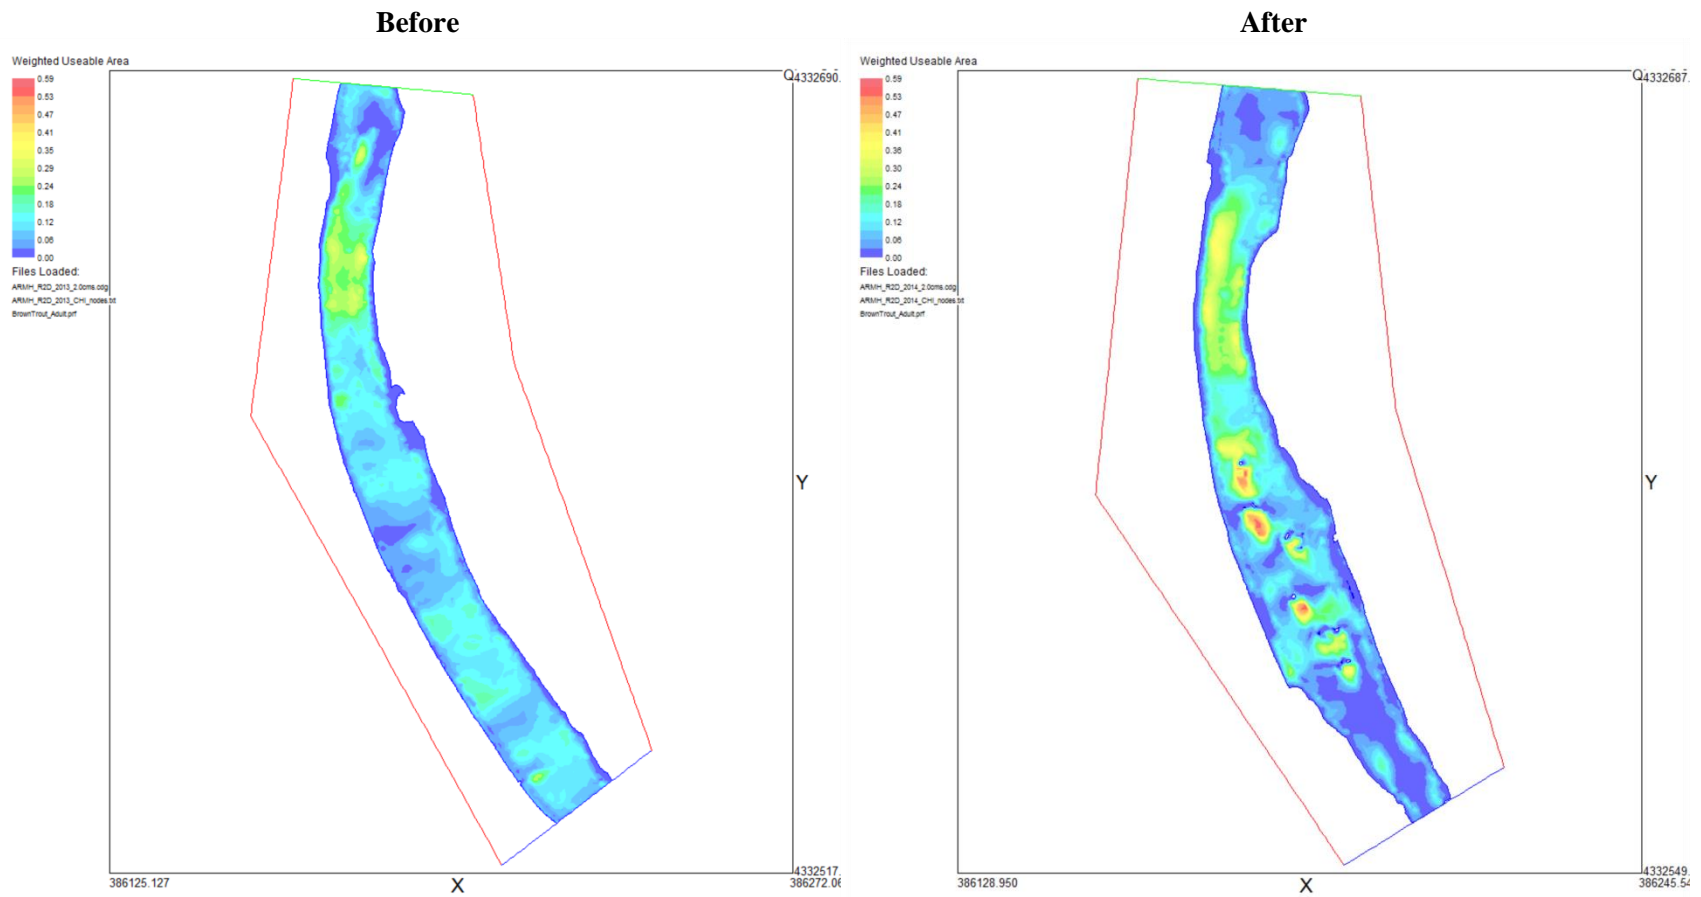 Before
After
Weighted Useable Area
0.59
0.53
0.47
0.41
0.35
0.29
0.24
0.18
0.12
0.06
0.00
Files Loaded:
ARMH_R2D_2013_2.0cms.cdg
ARMH_R2D_2013_CHI_nodes.txt
BrownTrout_Adult.prf
Q
4332690.
Y
4332517.
386125.127
X
386272.06
Weighted Useable Area
0.59
0.53
0.47
0.41
0.36
0.30
0.24
0.18
0.12
0.06
0.00
Files Loaded:
ARMH_R2D_2014_2.0cms.cdg
ARMH_R2D_2014_CHI_nodes.txt
BrownTrout_Adult.prf
Q
4332687.
Y
4332549.
386128.950
X
386245.54